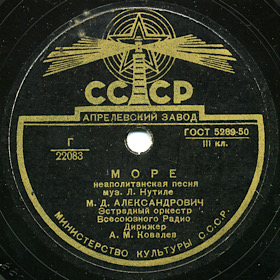 СССР
АПРЕЛЕВСКИЙ ЗАВОД
Г
22083
ГОСТ 5289-50
III кл.
МОРЕ
неаполитанская песня
муз. Л. Нутиле
М. Д. АЛЕКСАНДРОВИЧ
Эстрадный оркестр
Всесоюзного Радио
Дирижер
А. М. Ковалев
МИНИСТЕРСТВО КУЛЬТУРЫ С.С.С.Р.